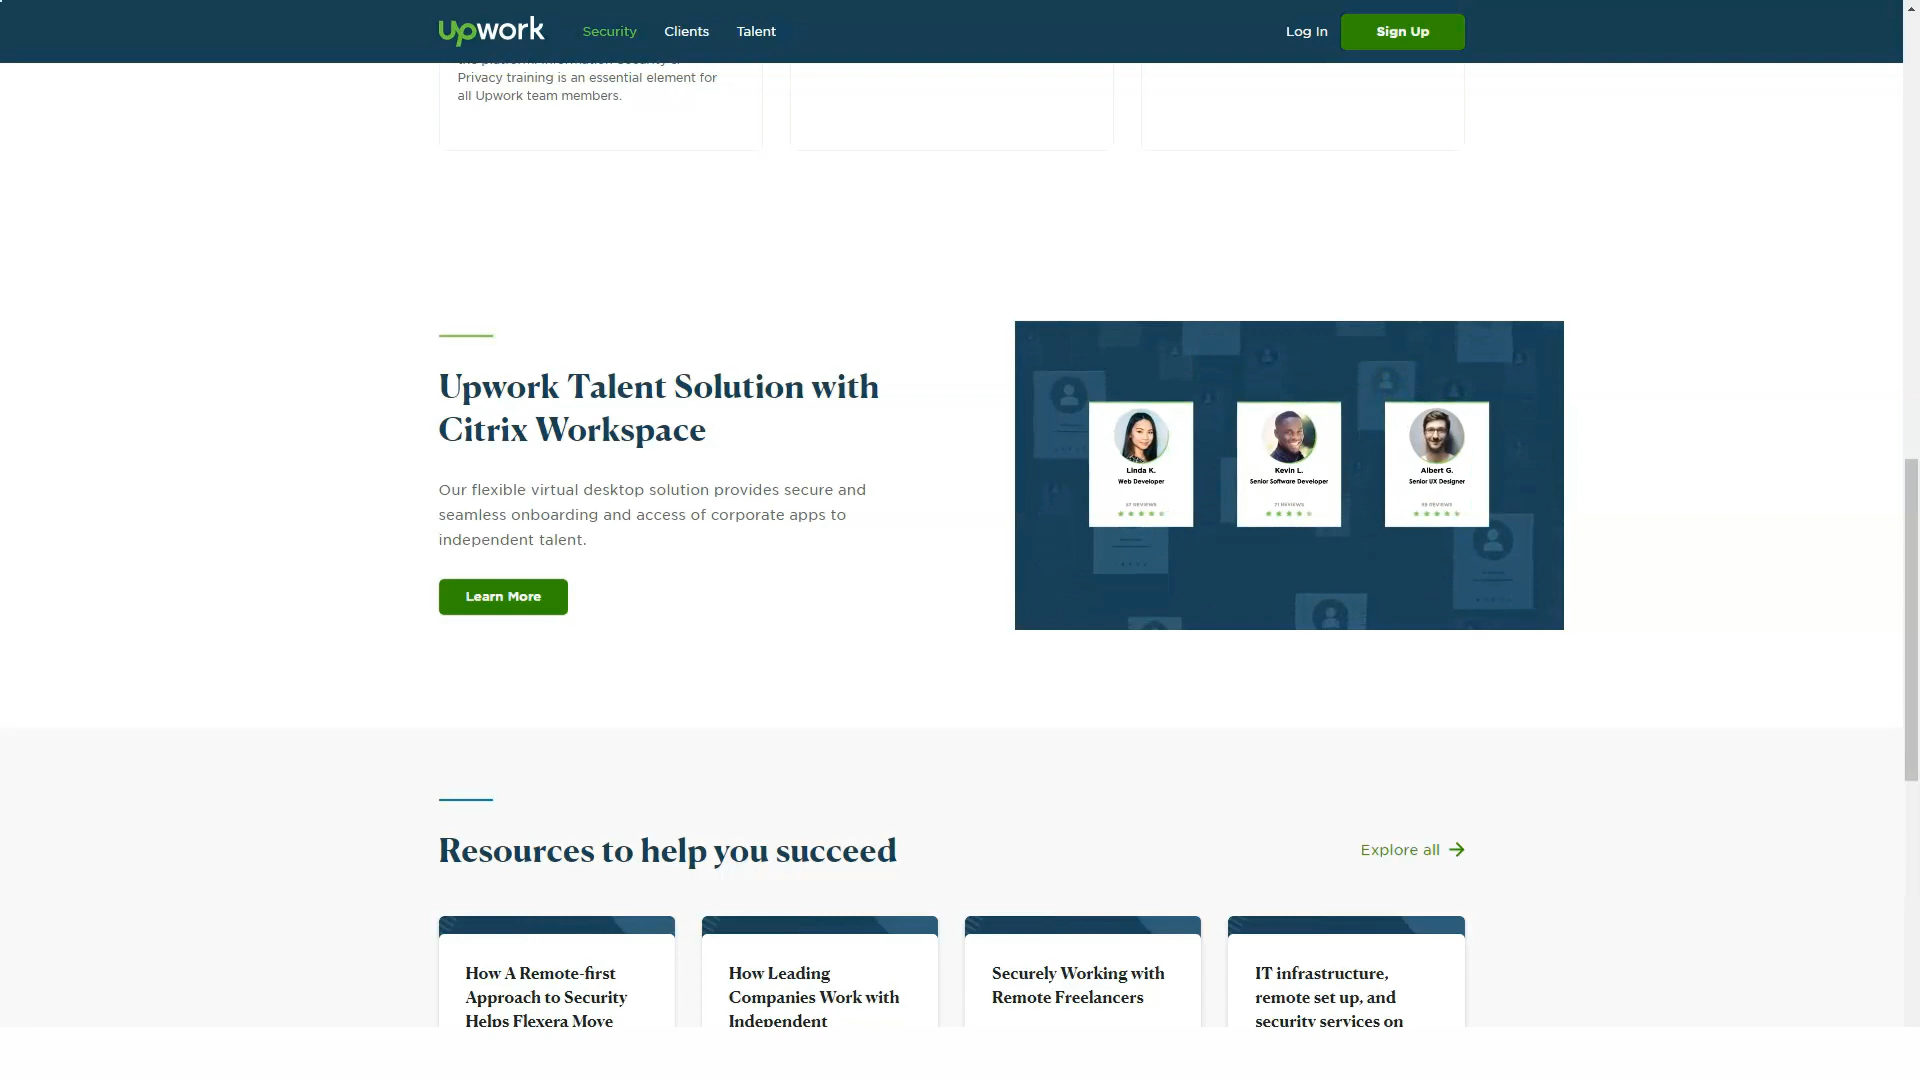 upwork
Security
Clients
Talent
Log In
Sign Up
Privacy training is an essential element for
all Upwork team members.
Upwork Talent Solution with
Citrix Workspace
Our flexible virtual desktop solution provides secure and
seamless onboarding and access of corporate apps to
independent talent.
Learn More
Linda K.
Web Developer
REVIEWS
Kevin L.
Senior Software Developer
71 REVIEWS
Albert G.
Senior UX Designer
REVIEWS
Resources to help you succeed
Explore all
How A Remote-first
Approach to Security
Helps Flexera Move
How Leading
Companies Work with
Independent
Securely Working with
Remote Freelancers
IT infrastructure,
remote set up, and
security services on